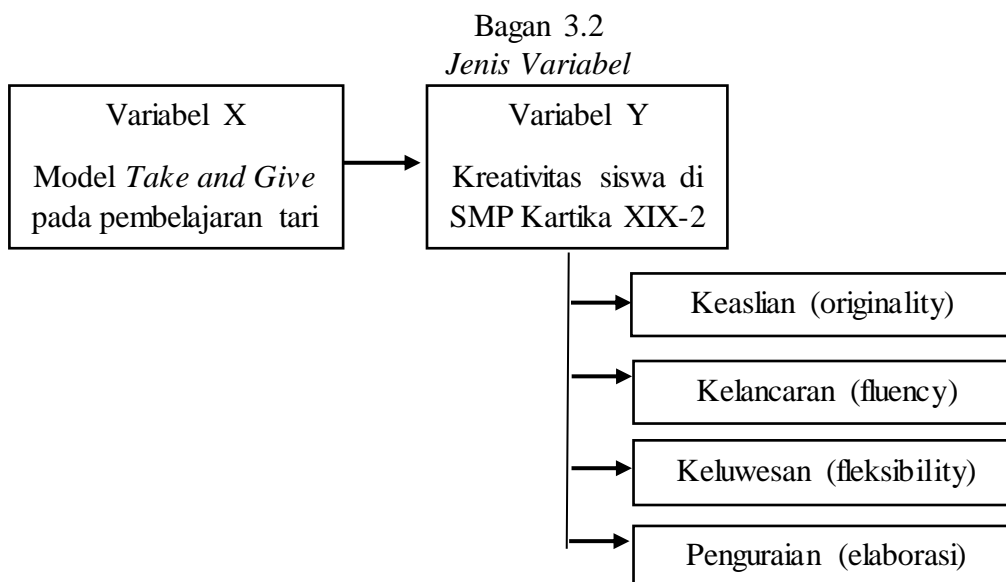 Bagan 3.2
Jenis Variabel
Variabel X
Model Take and Give
pada pembelajaran tari
Variabel Y
Kreativitas siswa di
SMP Kartika XIX-2
Keaslian (originality)
Kelancaran (fluency)
Keluwesan (fleksibility)
Penguraian (elaborasi)